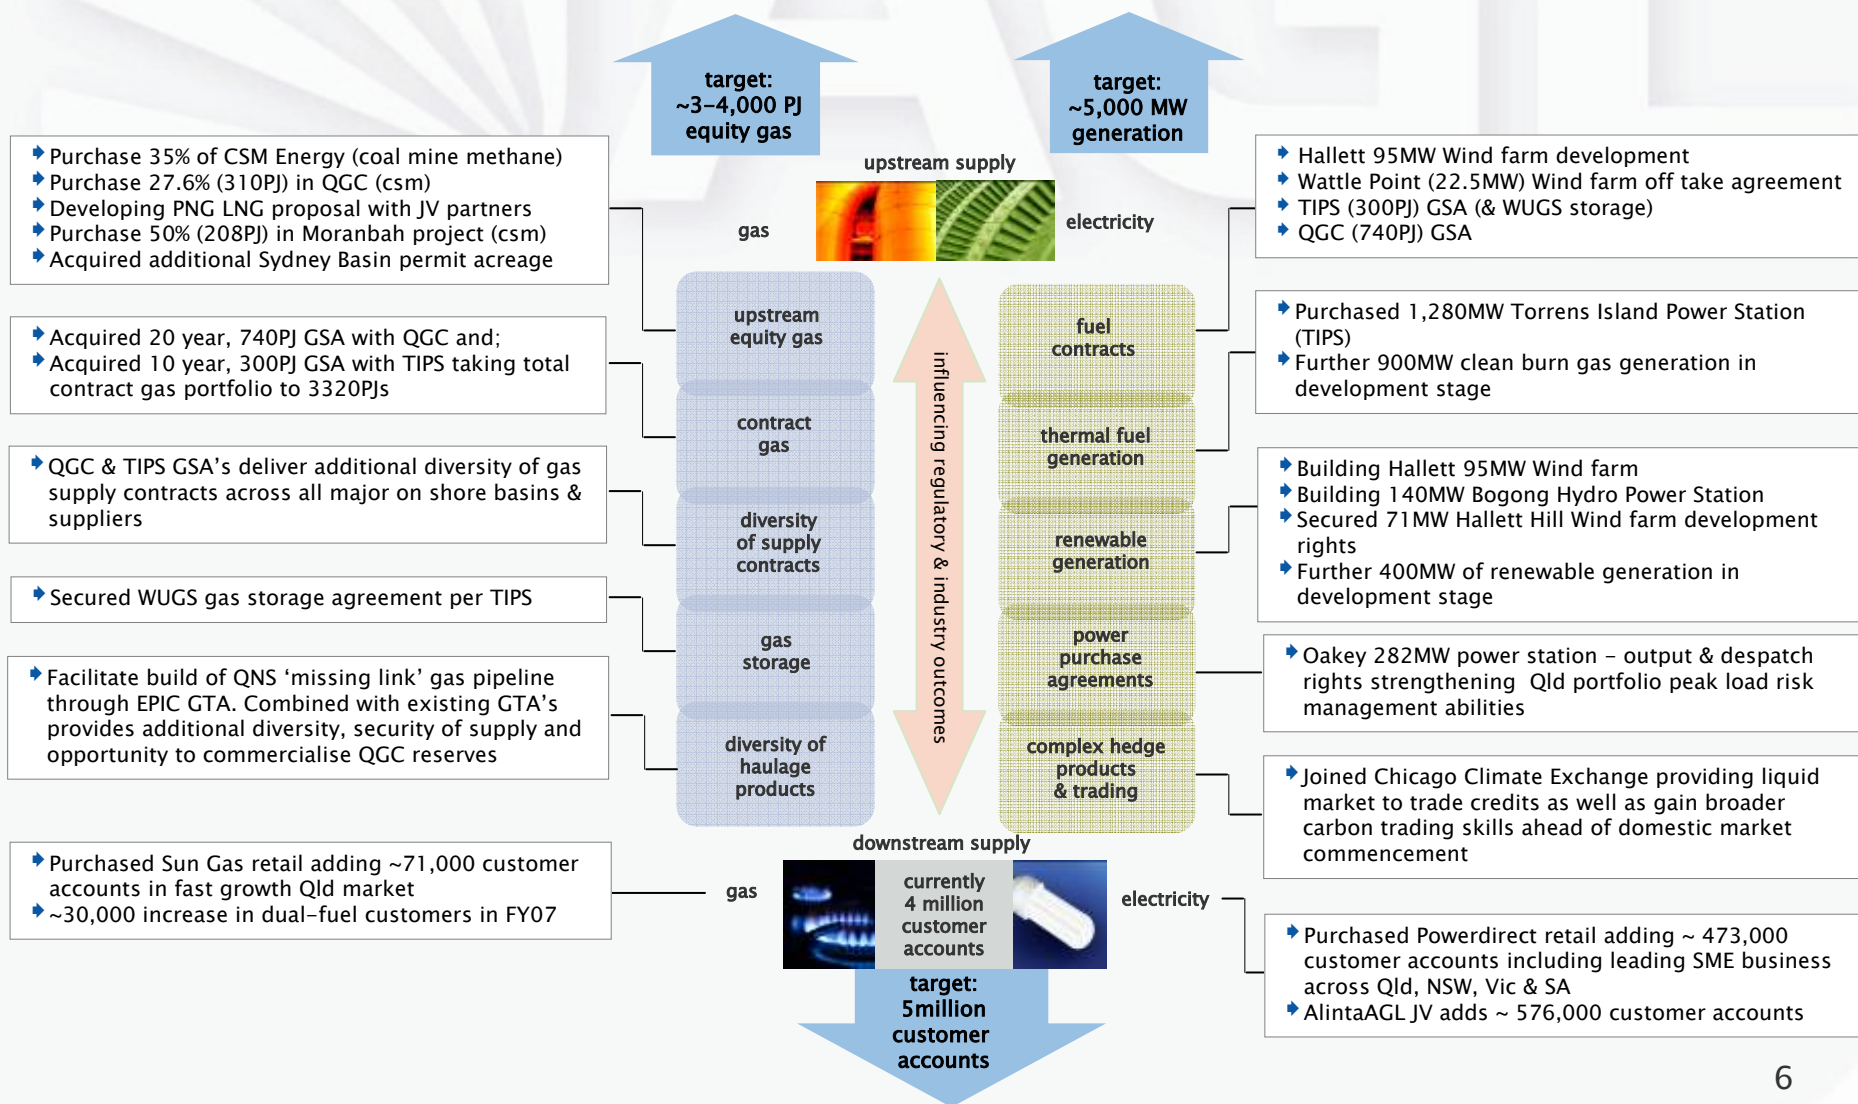 target:
~3-4,000 PJ
equity gas
target:
~5,000 MW
generation
Purchase 35% of CSM Energy (coal mine methane)
Purchase 27.6% (310PJ) in QGC (csm)
Developing PNG LNG proposal with JV partners
Purchase 50% (208PJ) in Moranbah project (csm)
Acquired additional Sydney Basin permit acreage
Acquired 20 year, 740PJ GSA with QGC and;
Acquired 10 year, 300PJ GSA with TIPS taking total
contract gas portfolio to 3320PJs
QGC & TIPS GSA’s deliver additional diversity of gas
supply contracts across all major on shore basins &
suppliers
Secured WUGS gas storage agreement per TIPS
Facilitate build of QNS ‘missing link’ gas pipeline
through EPIC GTA. Combined with existing GTA’s
provides additional diversity, security of supply and
opportunity to commercialise QGC reserves
Purchased Sun Gas retail adding ~71,000 customer
accounts in fast growth Qld market
~30,000 increase in dual-fuel customers in FY07
upstream supply
gas
electricity
upstream
equity gas
contract
gas
diversity
of supply
contracts
gas
storage
diversity of
haulage
products
influencing regulatory & industry outcomes
fuel
contracts
thermal fuel
generation
renewable
generation
power
purchase
agreements
complex hedge
products
& trading
downstream supply
gas
currently
4 million
customer
accounts
electricity
target:
5million
customer
accounts
Hallett 95MW Wind farm development
Wattle Point (22.5MW) Wind farm off take agreement
TIPS (300PJ) GSA (& WUGS storage)
QGC (740PJ) GSA
Purchased 1,280MW Torrens Island Power Station
(TIPS)
Further 900MW clean burn gas generation in
development stage
Building Hallett 95MW Wind farm
Building 140MW Bogong Hydro Power Station
Secured 71MW Hallett Hill Wind farm development
rights
Further 400MW of renewable generation in
development stage
Oakey 282MW power station - output & despatch
rights strengthening Qld portfolio peak load risk
management abilities
Joined Chicago Climate Exchange providing liquid
market to trade credits as well as gain broader
carbon trading skills ahead of domestic market
commencement
Purchased Powerdirect retail adding ~ 473,000
customer accounts including leading SME business
across Qld, NSW, Vic & SA
AlintaAGL JV adds ~ 576,000 customer accounts
6